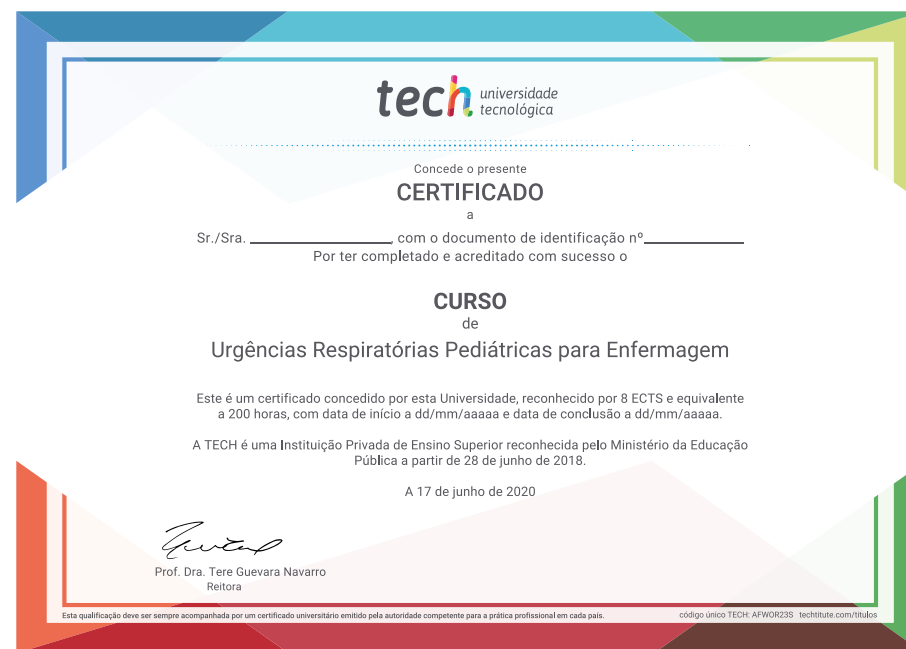 tech universidade
tecnológica
Concede o presente
CERTIFICADO
a
Sr./Sra. ____________________, com o documento de identificação nº______________
Por ter completado e acreditado com sucesso o
CURSO
de
Urgências Respiratórias Pediátricas para Enfermagem
Este é um certificado concedido por esta Universidade, reconhecido por 8 ECTS e equivalente
a 200 horas, com data de início a dd/mm/aaaaa e data de conclusão a dd/mm/aaaaa.
A TECH é uma Instituição Privada de Ensino Superior reconhecida pelo Ministério da Educação
Pública a partir de 28 de junho de 2018.
A 17 de junho de 2020
Prof. Dra. Tere Guevara Navarro
Reitora
Esta qualificação deve ser sempre acompanhada por um certificado universitário emitido pela autoridade competente para a prática profissional em cada país.
código único TECH: AFWOR23S techtitute.com/titulos